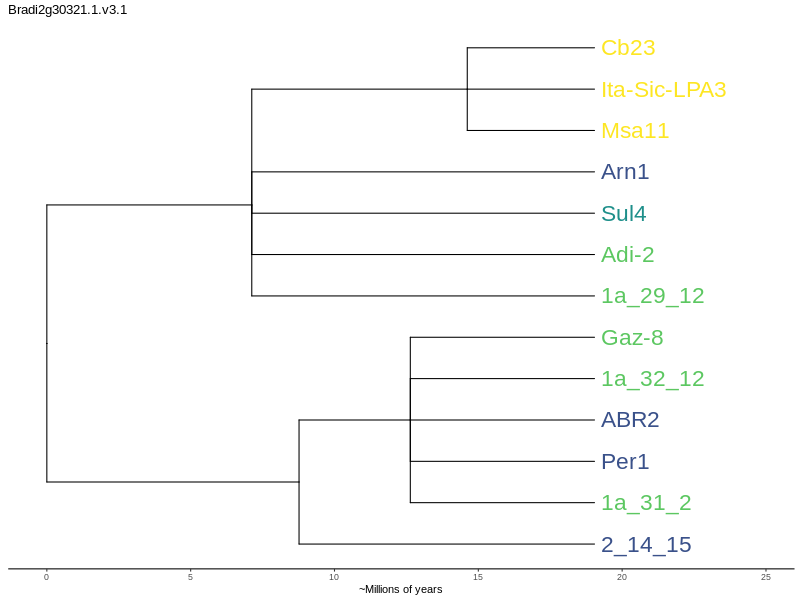 Bradi2g30321.1.v3.1
Cb23
Ita-Sic-LPA3
Msa11
Arn1
Sul4
Adi-2
1a_29_12
Gaz-8
1a_32_12
ABR2
Per1
1a_31_2
2_14_15
0 5 10 15 20 25
~Millions of years